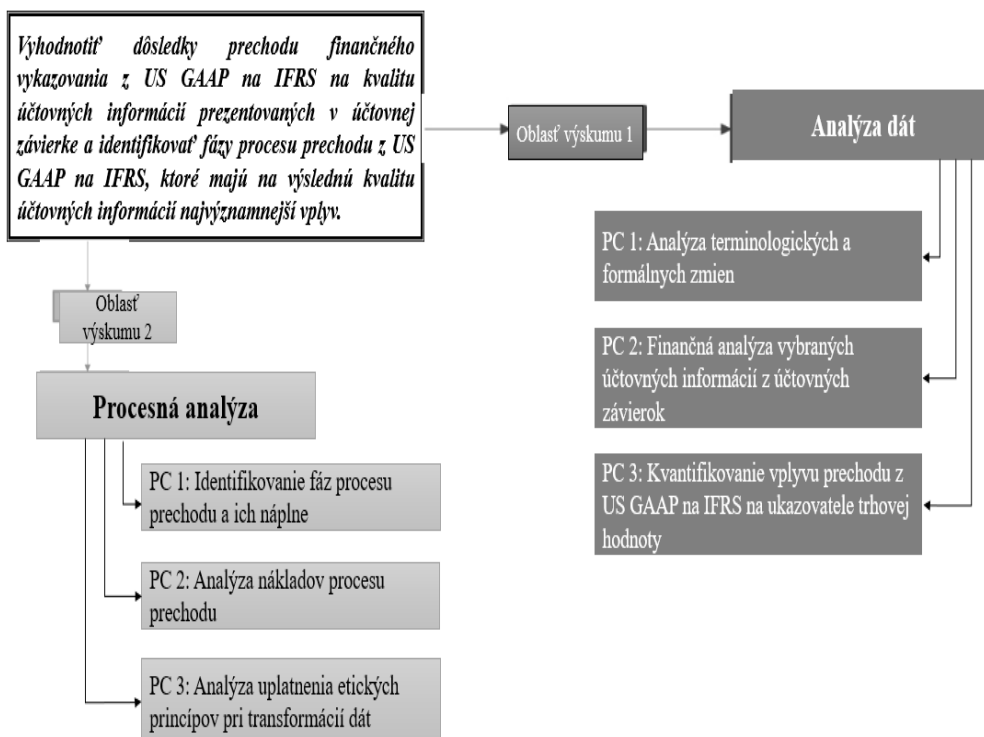 Vyhodnotiť dôsledky prechodu finančného
vykazovania z US GAAP na IFRS na kvalitu
účtovných informácií prezentovaných v účtovnej
závierke a identifikovať fázy procesu prechodu z US
GAAP na IFRS, ktoré majú na výslednú kvalitu
účtovných informácií najvýznamnejší vplyv.
Oblasť výskumu 1
Analýza dát
PC 1: Analýza terminologických a
formálnych zmien
PC 2: Finančná analýza vybraných
účtovných informácií z účtovných
závierok
PC 3: Kvantifikovanie vplyvu prechodu z
US GAAP na IFRS na ukazovatele trhovej
hodnoty
Oblasť
výskumu 2
Procesná analýza
PC 1: Identifikovanie fáz procesu
prechodu a ich náplne
PC 2: Analýza nákladov procesu
prechodu
PC 3: Analýza uplatnenia etických
princípov pri transformácií dát